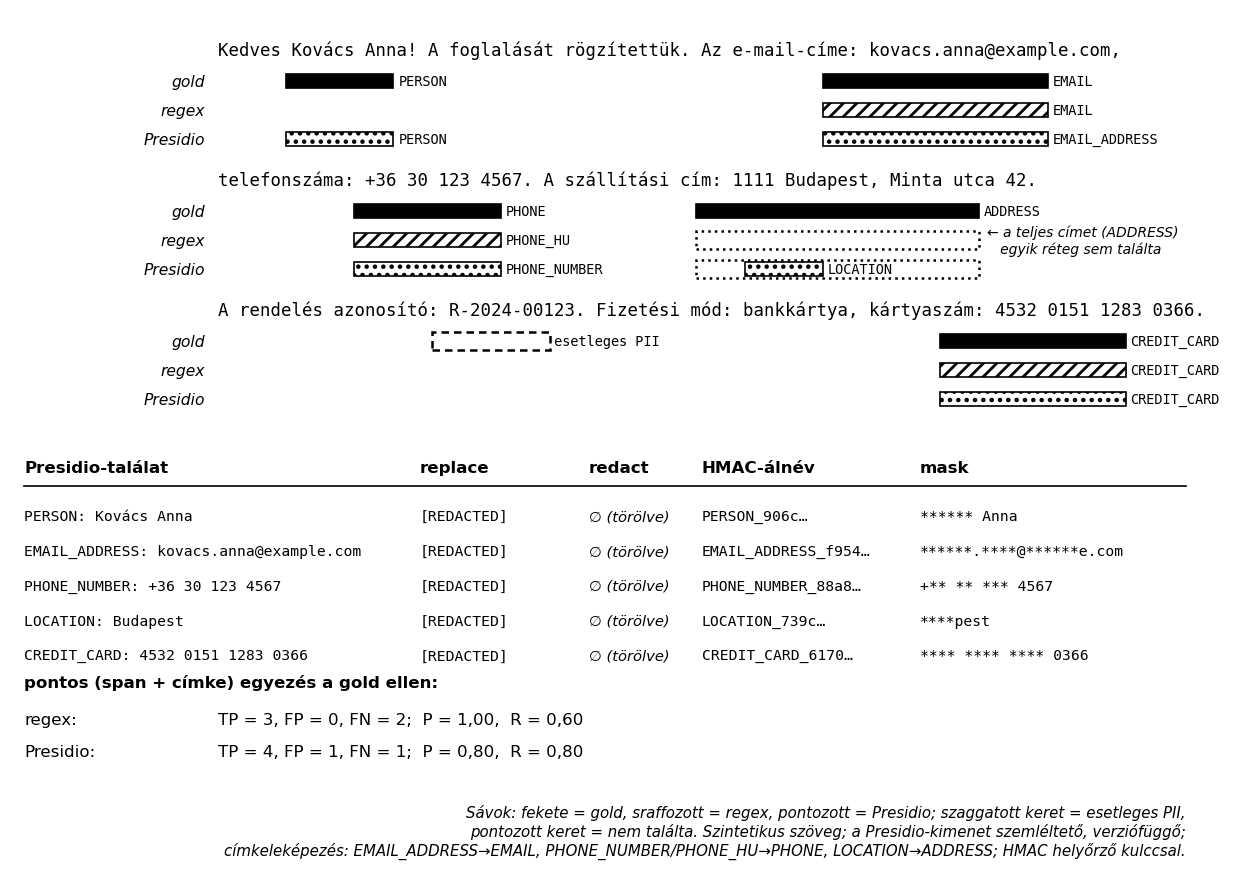 Kedves Kovács Anna! A foglalását rögzítettük. Az e-mail-címe: kovacs.anna@example.com,
gold PERSON EMAIL
regex EMAIL
Presidio PERSON EMAIL_ADDRESS
telefonszáma: +36 30 123 4567. A szállítási cím: 1111 Budapest, Minta utca 42.
gold PHONE ADDRESS
regex PHONE_HU ← a teljes címet (ADDRESS)
egyik réteg sem találta
Presidio PHONE_NUMBER LOCATION
A rendelés azonosító: R-2024-00123. Fizetési mód: bankkártya, kártyaszám: 4532 0151 1283 0366.
gold esetleges PII CREDIT_CARD
regex CREDIT_CARD
Presidio CREDIT_CARD
Presidio-találat replace redact HMAC-álnév mask
PERSON: Kovács Anna [REDACTED] ∅ (törölve) PERSON_906c… ****** Anna
EMAIL_ADDRESS: kovacs.anna@example.com [REDACTED] ∅ (törölve) EMAIL_ADDRESS_f954… ******.****@******e.com
PHONE_NUMBER: +36 30 123 4567 [REDACTED] ∅ (törölve) PHONE_NUMBER_88a8… +** ** *** 4567
LOCATION: Budapest [REDACTED] ∅ (törölve) LOCATION_739c… ****pest
CREDIT_CARD: 4532 0151 1283 0366 [REDACTED] ∅ (törölve) CREDIT_CARD_6170… **** **** **** 0366
pontos (span + címke) egyezés a gold ellen:
regex: TP = 3, FP = 0, FN = 2; P = 1,00, R = 0,60
Presidio: TP = 4, FP = 1, FN = 1; P = 0,80, R = 0,80
Sávok: fekete = gold, sraffozott = regex, pontozott = Presidio; szaggatott keret = esetleges PII,
pontozott keret = nem találta. Szintetikus szöveg; a Presidio-kimenet szemléltető, verziófüggő;
címkeleképezés: EMAIL_ADDRESS→EMAIL, PHONE_NUMBER/PHONE_HU→PHONE, LOCATION→ADDRESS; HMAC helyőrző kulccsal.